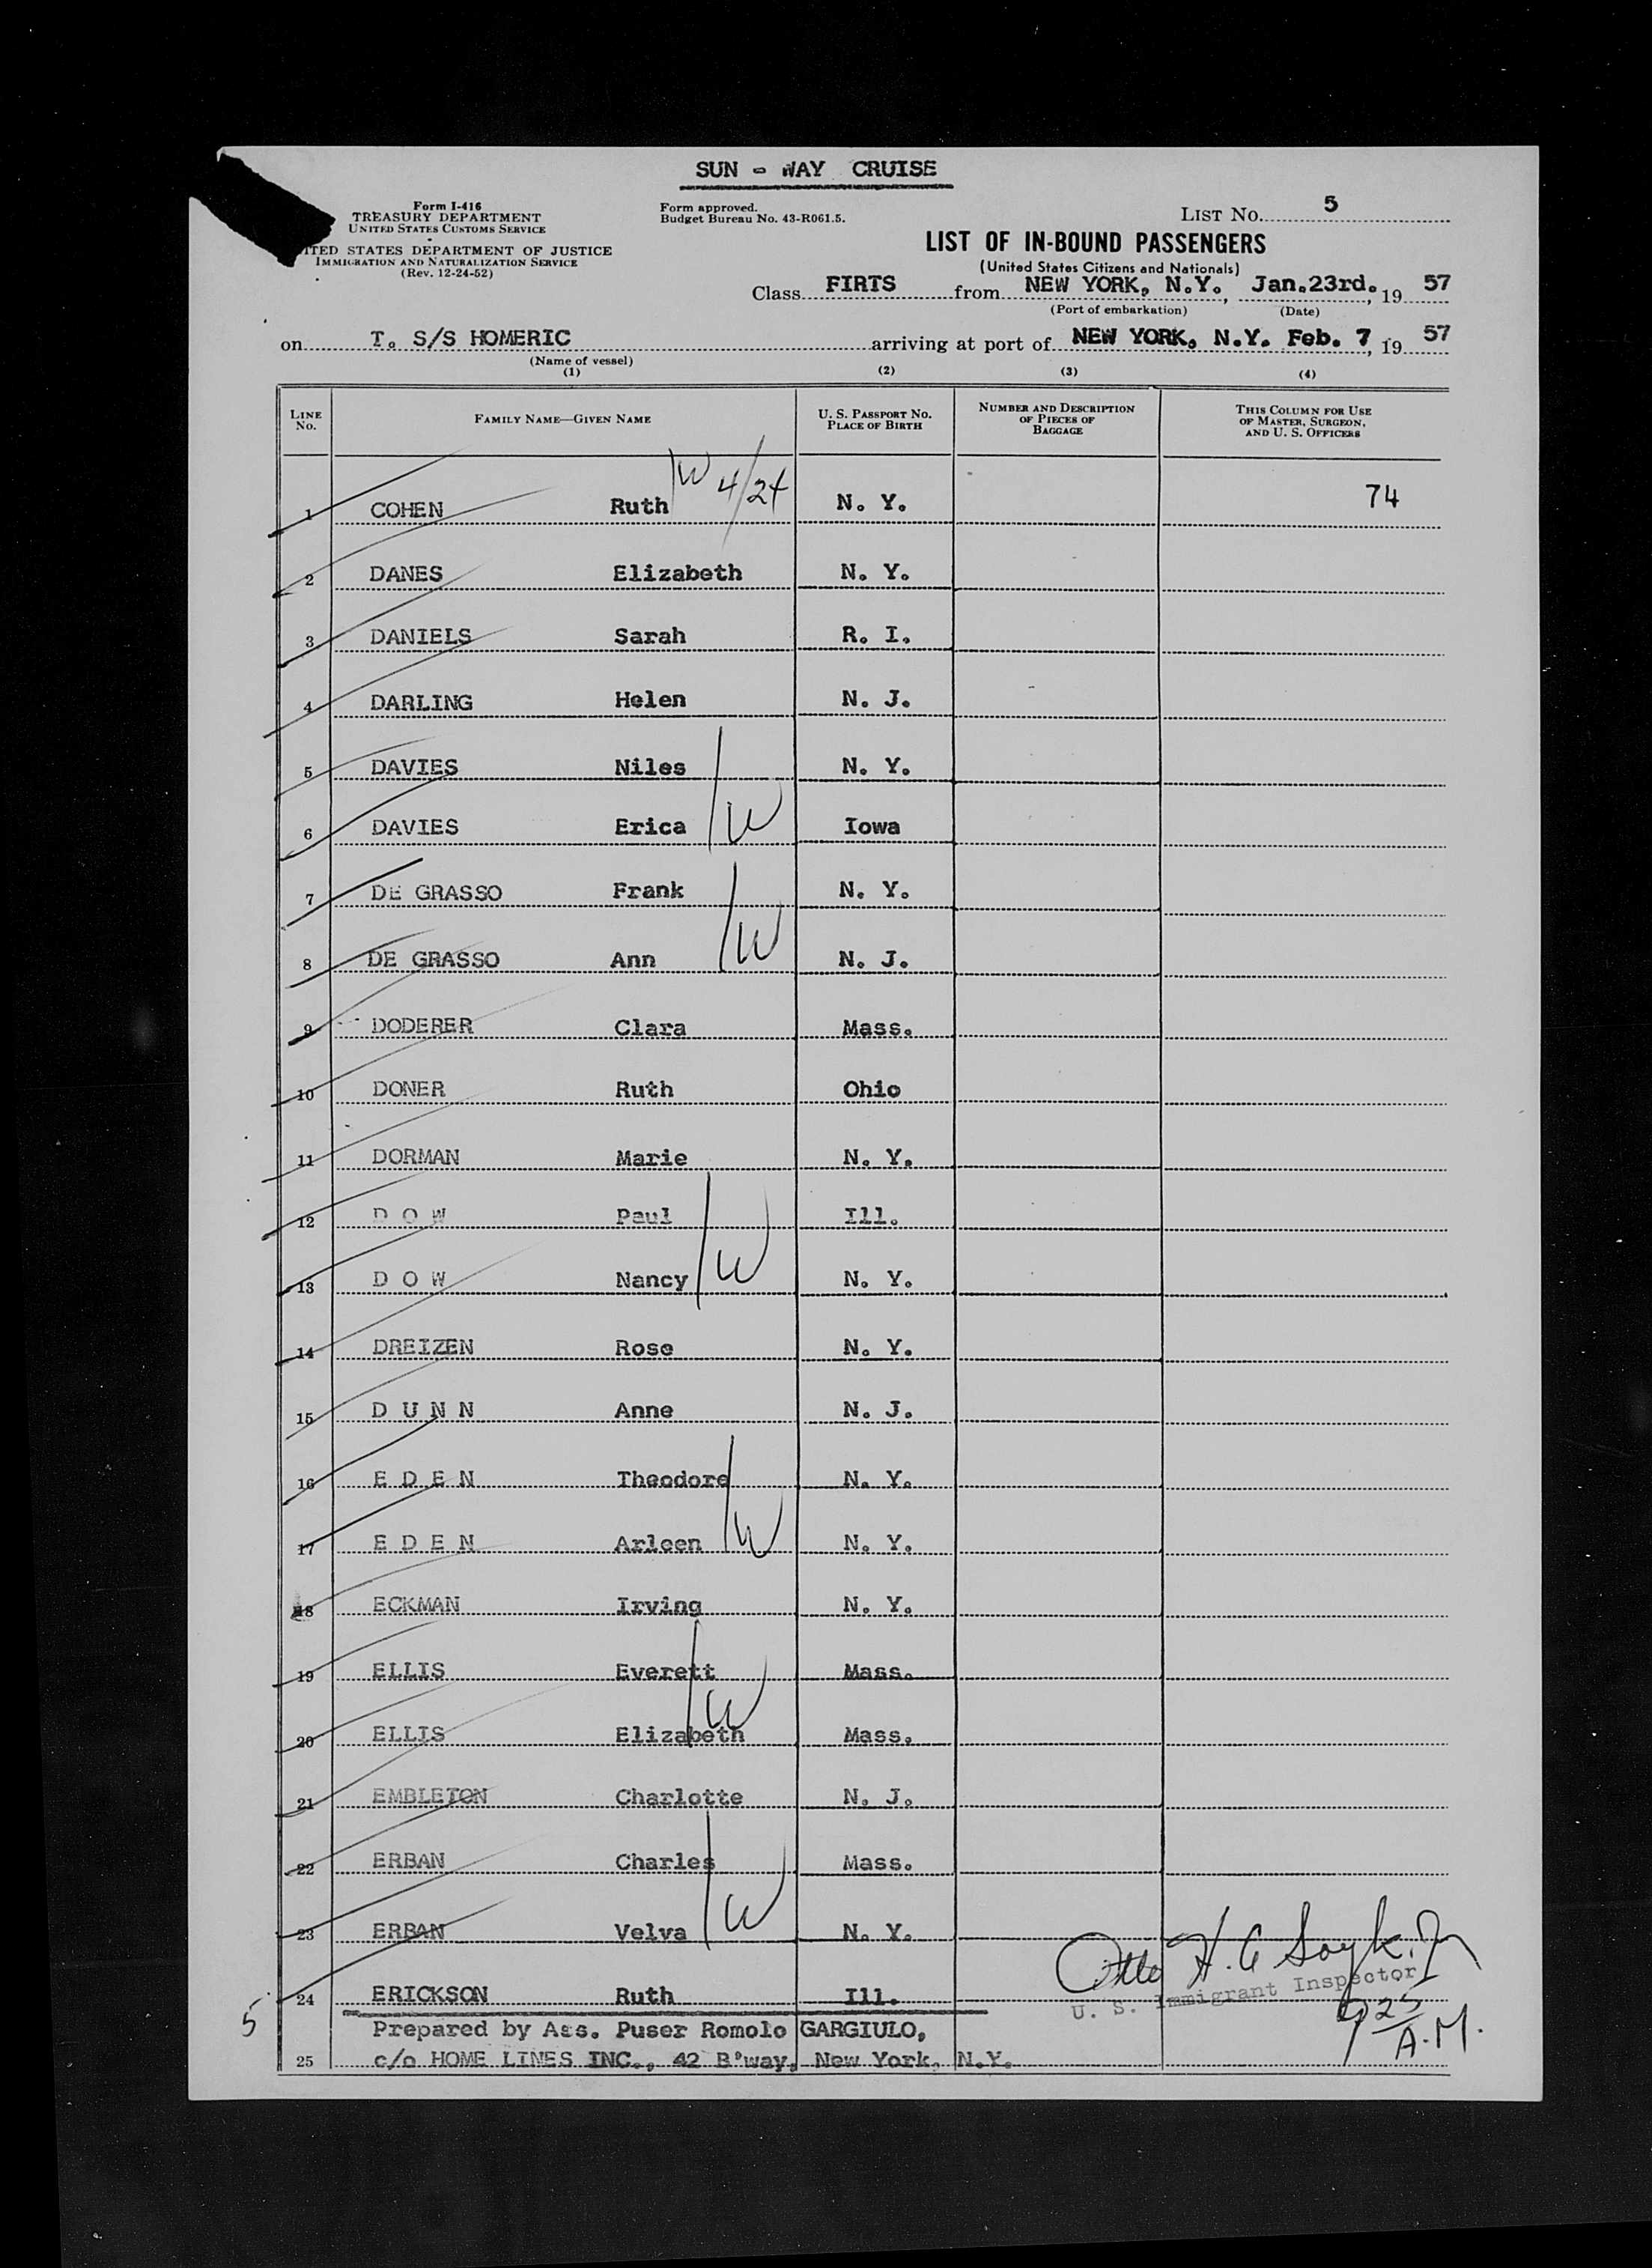 SUN - WAY CRUISE
Form I-416
TREASURY DEPARTMENT
UNITED STATES CUSTOMS SERVICE
ITED STATES DEPARTMENT OF JUSTICE
IMMIGRATION AND NATURALIZATION SERVICE
(Rev. 12-24-52)
Form approved.
Budget Bureau No. 43-R061.5.
LIST No. 5
LIST OF IN-BOUND PASSENGERS
(United States Citizens and Nationals)
Class FIRTS from NEW YORK, N.Y., Jan.23rd., 19 57
(Port of embarkation) (Date)
on T. S/S HOMERIC arriving at port of NEW YORK, N.Y. Feb. 7, 19 57
(Name of vessel)
(1) (2) (3) (4)
LINE No. FAMILY NAME—GIVEN NAME U. S. PASSPORT No. PLACE OF BIRTH NUMBER AND DESCRIPTION OF PIECES OF BAGGAGE THIS COLUMN FOR USE OF MASTER, SURGEON, AND U. S. OFFICERS
1 COHEN Ruth W 4/24 N. Y. 74
2 DANES Elizabeth N. Y.
3 DANIELS Sarah R. I.
4 DARLING Helen N. J.
5 DAVIES Niles N. Y.
6 DAVIES Erica W Iowa
7 DE GRASSO Frank N. Y.
8 DE GRASSO Ann W N. J.
9 DODERER Clara Mass.
10 DONER Ruth Ohio
11 DORMAN Marie N. Y.
12 D O W Paul Ill.
13 D O W Nancy W N. Y.
14 DREIZEN Rose N. Y.
15 D U N N Anne N. J.
16 E D E N Theodore N. Y.
17 E D E N Arleen W N. Y.
18 ECKMAN Irving N. Y.
19 ELLIS Everett Mass.
20 ELLIS Elizabeth W Mass.
21 EMBLETON Charlotte N. J.
22 ERBAN Charles Mass.
23 ERBAN Velva W N. Y.
24 ERICKSON Ruth Ill.
Otto H. 
U. S. Immigrant Inspector
9 25 A.M.
5
Prepared by Ass. Puser Romolo GARGIULO,
25 c/o HOME LINES INC., 42 B'way, New York, N.Y.